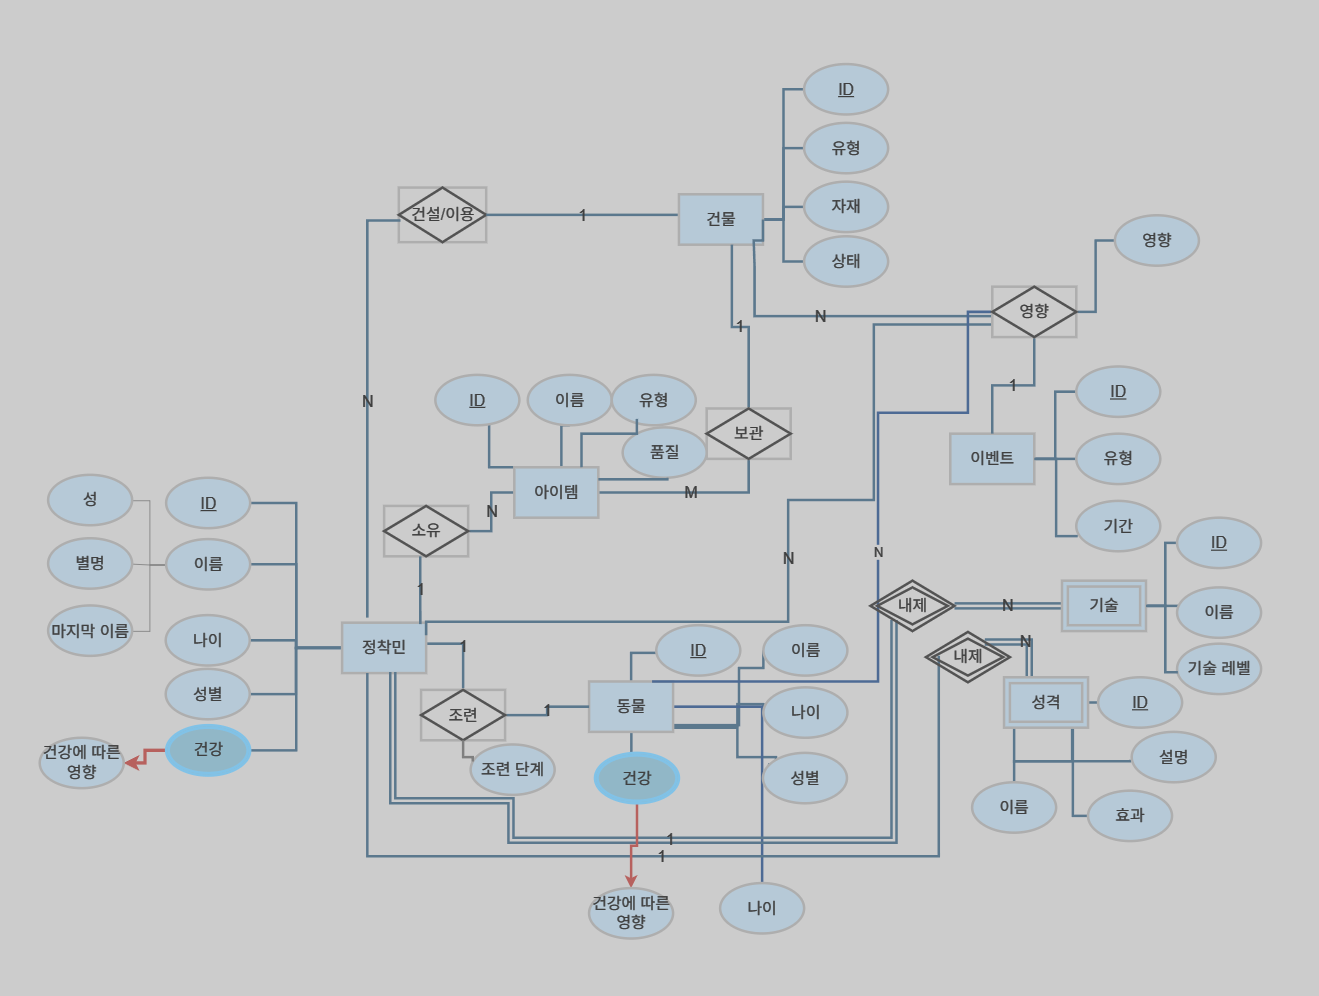 ID
유형
자재
상태
건물
건설/이용
1
영향
영향
N
1
1
N
ID
이름
유형
품질
보관
아이템
M
N
소유
1
ID
이벤트
유형
기간
N
N
ID
기술
이름
기술 레벨
내제
N
내제
N
성격
ID
설명
이름
효과
성
별명
마지막 이름
ID
이름
나이
성별
건강
건강에 따른
영향
정착민
1
조련
1
조련 단계
ID
이름
동물
나이
성별
건강
1
1
건강에 따른
영향
나이